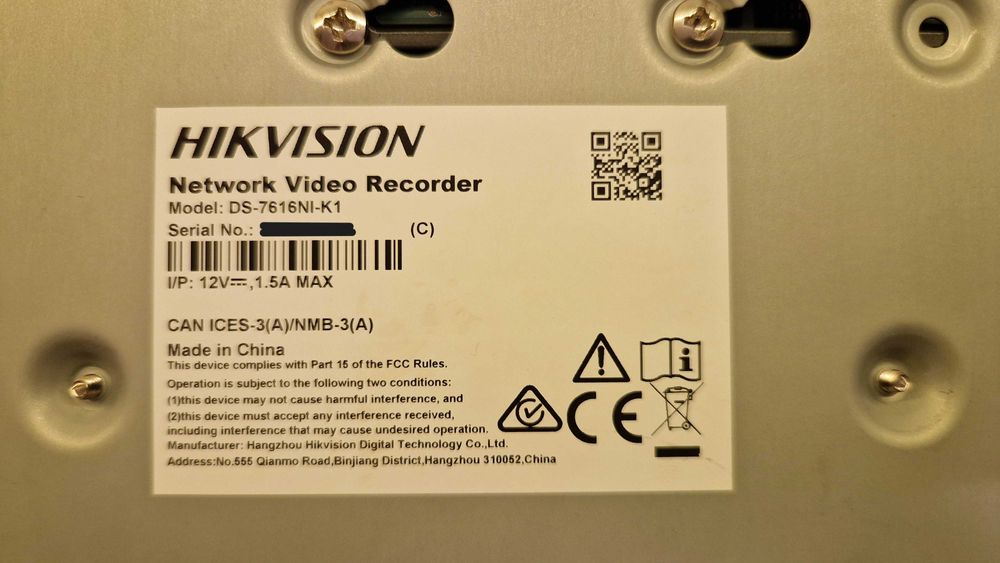 HIKVISION
Network Video Recorder
Model: DS-7616NI-K1
Serial No.: (C)
I/P: 12V⎓,1.5A MAX
CAN ICES-3(A)/NMB-3(A)
Made in China
This device complies with Part 15 of the FCC Rules.
Operation is subject to the following two conditions:
(1)this device may not cause harmful interference, and
(2)this device must accept any interference received,
including interference that may cause undesired operation.
Manufacturer: Hangzhou Hikvision Digital Technology Co.,Ltd.
Address:No.555 Qianmo Road,Binjiang District,Hangzhou 310052,China
CE